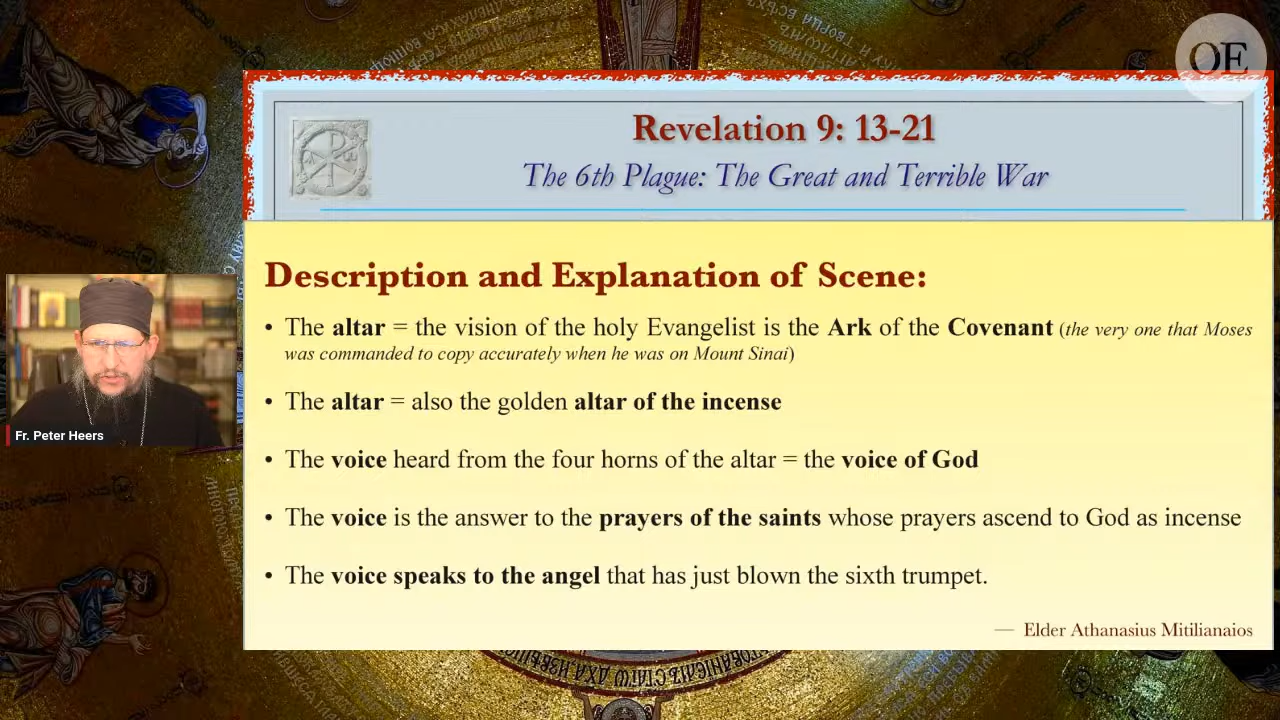 OE
Revelation 9: 13-21
The 6th Plague: The Great and Terrible War
Description and Explanation of Scene:
• The altar = the vision of the holy Evangelist is the Ark of the Covenant (the very one that Moses
was commanded to copy accurately when he was on Mount Sinai)
• The altar = also the golden altar of the incense
• The voice heard from the four horns of the altar = the voice of God
• The voice is the answer to the prayers of the saints whose prayers ascend to God as incense
• The voice speaks to the angel that has just blown the sixth trumpet.
— Elder Athanasius Mitilianaios
Fr. Peter Heers